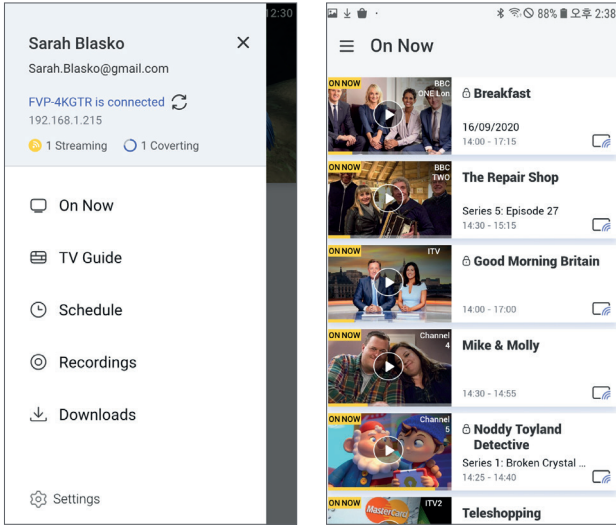 12:30
Sarah Blasko
Sarah.Blasko@gmail.com
FVP-4KGTR is connected
192.168.1.215
1 Streaming
1 Coverting
On Now
TV Guide
Schedule
Recordings
Downloads
Settings
88% 오후 2:38
On Now
ON NOW
BBC
ONE Lon
Breakfast
16/09/2020
14:00 - 17:15
ON NOW
BBC
TWO
The Repair Shop
Series 5: Episode 27
14:30 - 15:15
ON NOW
ITV
Good Morning Britain
14:00 - 17:00
ON NOW
Channel
4
Mike & Molly
14:30 - 14:55
ON NOW
Channel
5
Noddy Toyland
Detective
Series 1: Broken Crystal ...
14:25 - 14:40
ON NOW
MasterCard
ITV2
Teleshopping